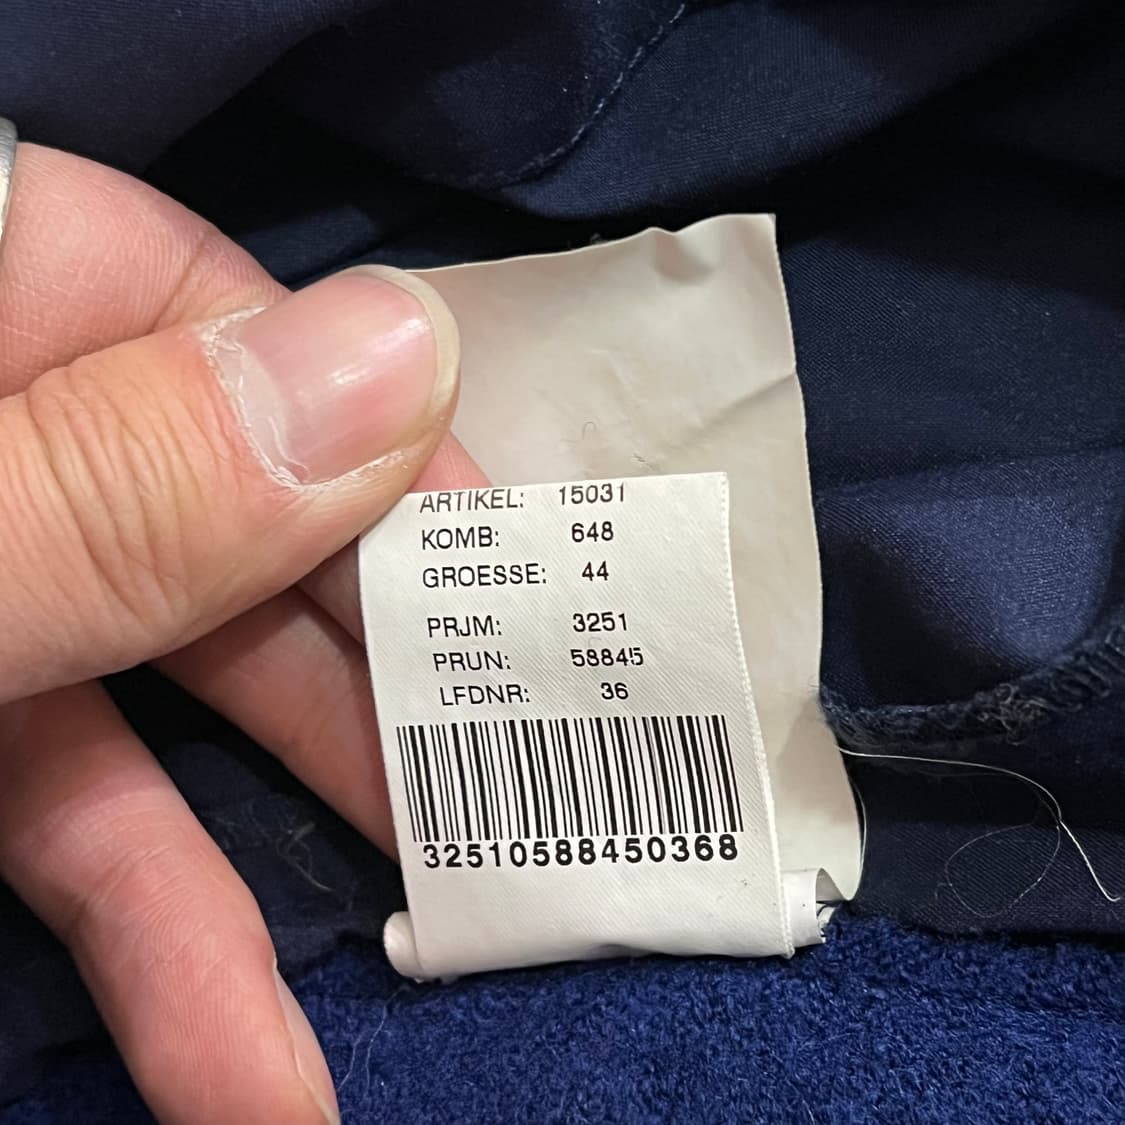 ARTIKEL: 15031
KOMB: 648
GROESSE: 44
PRJM: 3251
PRUN: 58845
LFDNR: 36
32510588450368